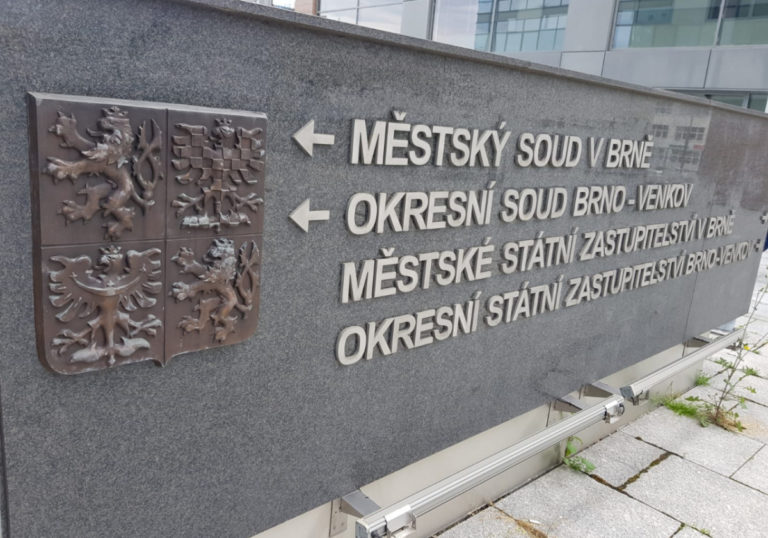 ← MĚSTSKÝ SOUD V BRNĚ
← OKRESNÍ SOUD BRNO - VENKOV
MĚSTSKÉ STÁTNÍ ZASTUPITELSTVÍ V BRNĚ
OKRESNÍ STÁTNÍ ZASTUPITELSTVÍ BRNO-VENKOV